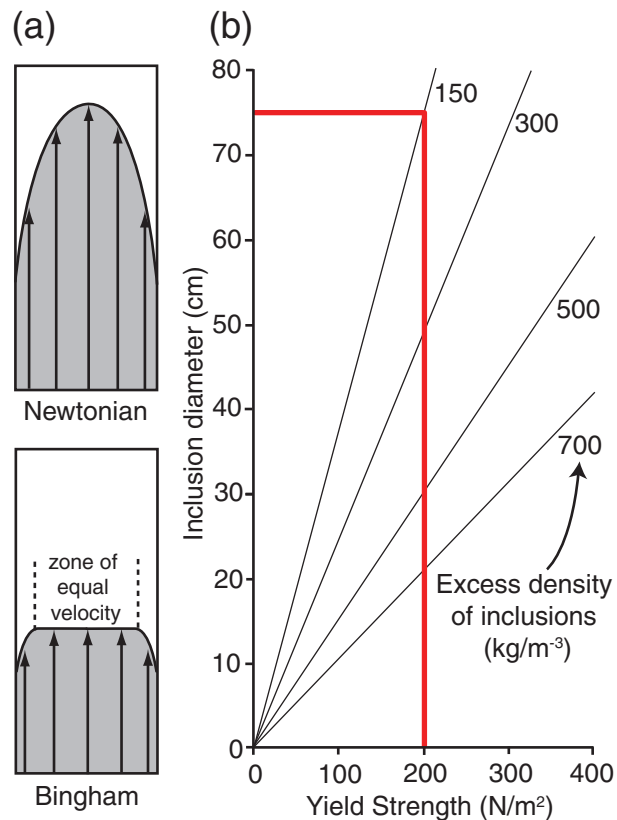 (a)
Newtonian
zone of
equal
velocity
Bingham
(b)
Inclusion diameter (cm)
80
70
60
50
40
30
20
10
0
150
300
500
700
Excess density
of inclusions
(kg/m⁻³)
0 100 200 300 400
Yield Strength (N/m²)